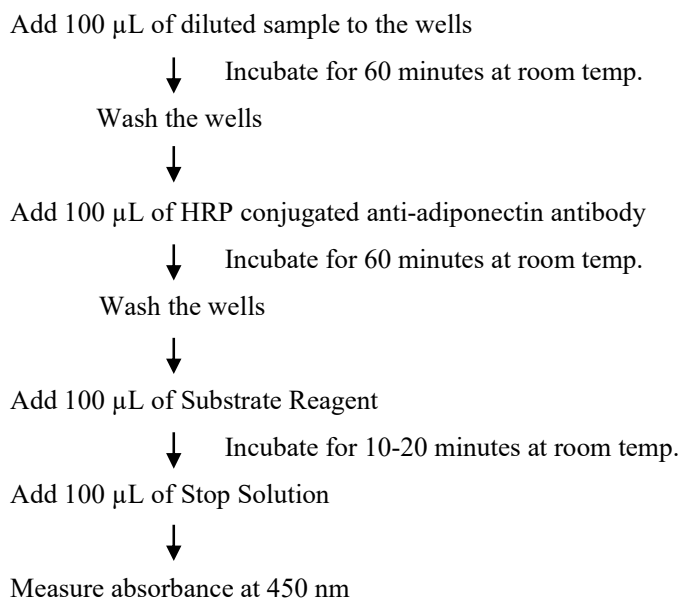 Add 100 µL of diluted sample to the wells
Incubate for 60 minutes at room temp.
Wash the wells
Add 100 µL of HRP conjugated anti-adiponectin antibody
Incubate for 60 minutes at room temp.
Wash the wells
Add 100 µL of Substrate Reagent
Incubate for 10-20 minutes at room temp.
Add 100 µL of Stop Solution
Measure absorbance at 450 nm